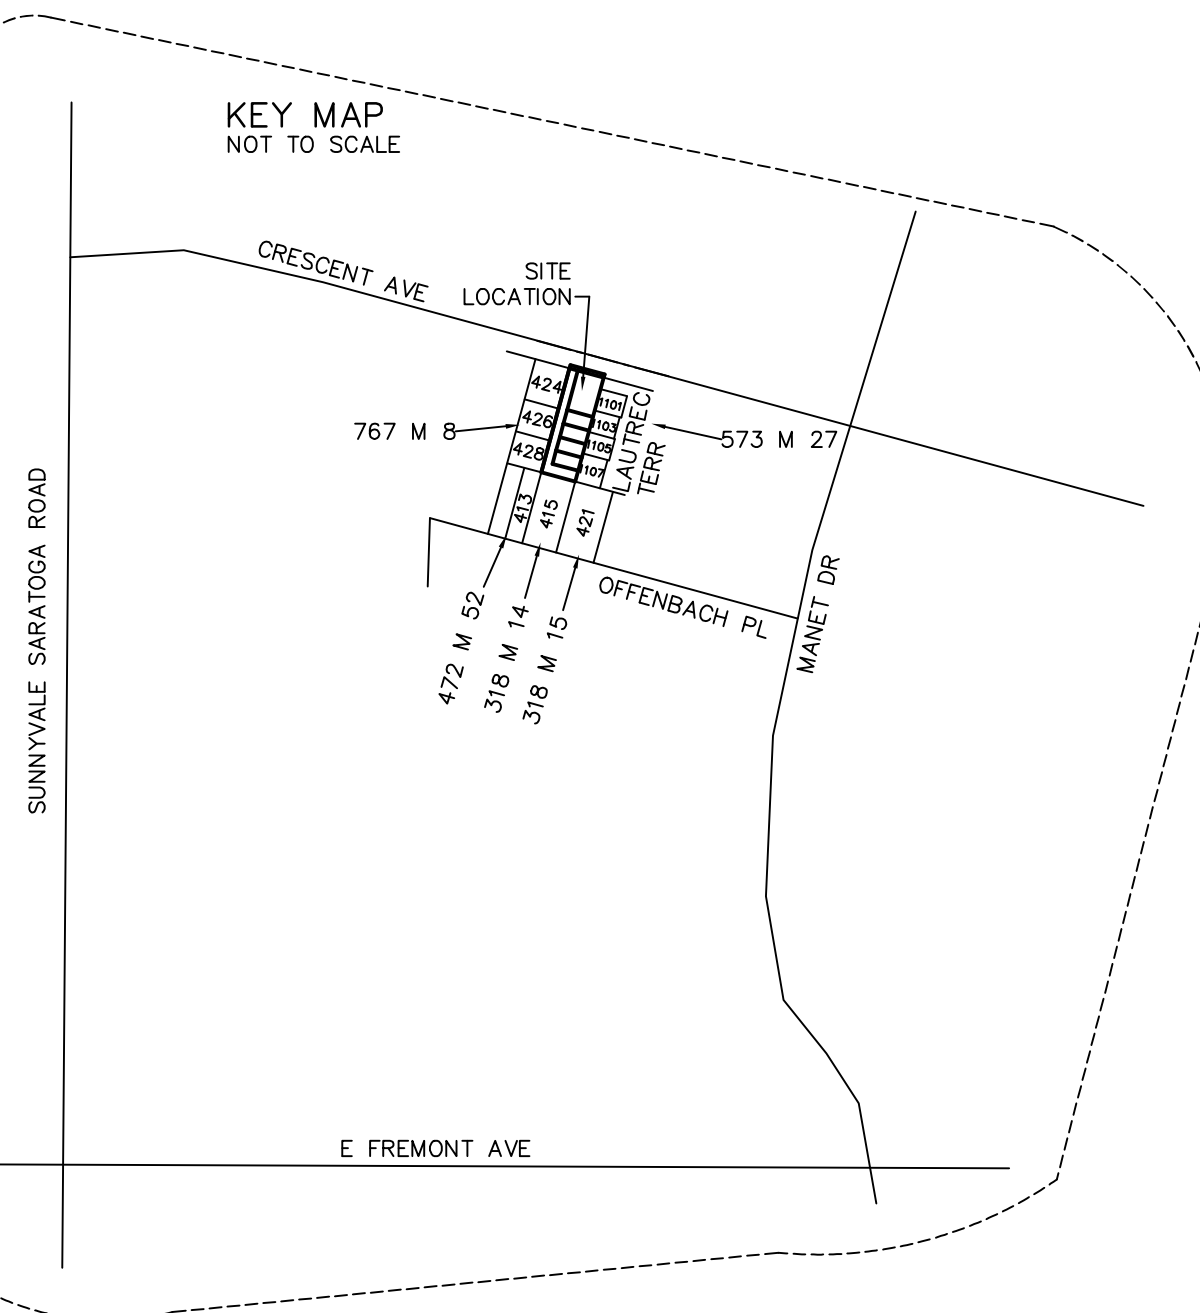 KEY MAP
NOT TO SCALE
CRESCENT AVE
SITE
LOCATION
424
426
428
1101
1103
1105
1107
LAUTREC
TERR
767 M 8
573 M 27
413
415
421
472 M 52
318 M 14
318 M 15
OFFENBACH PL
MANET DR
SUNNYVALE SARATOGA ROAD
E FREMONT AVE